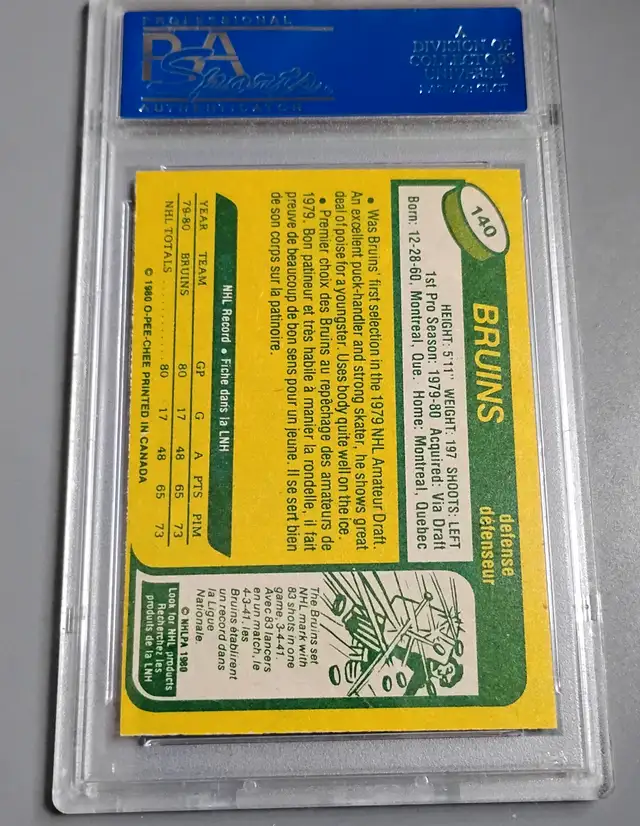 PROFESSIONAL
PSA
Sports
AUTHENTICATOR
A
DIVISION OF
COLLECTORS
UNIVERSE
140
BRUINS
defense
défenseur
HEIGHT: 5'11" WEIGHT: 197 SHOOTS: LEFT
1st Pro Season: 1979-80 Acquired: Via Draft
Born: 12-28-60, Montreal, Que. Home: Montreal, Quebec
• Was Bruins' first selection in the 1979 NHL Amateur Draft.
An excellent puck-handler and strong skater, he shows great
deal of poise for a youngster. Uses body quite well on the ice.
• Premier choix des Bruins au repêchage des amateurs de
1979. Bon patineur et très habile à manier la rondelle, il fait
preuve de beaucoup de bon sens pour un jeune. Il se sert bien
de son corps sur la patinoire.
NHL Record • Fiche dans la LNH
YEAR TEAM GP G A PTS PIM
79-80 BRUINS 80 17 48 65 73
NHL TOTALS .......... 80 17 48 65 73
© 1980 O-PEE-CHEE PRINTED IN CANADA
The Bruins set
NHL mark with
83 shots in one
game, 3-4-41
Avec 83 lancers
en un match, le
4-3-41, les
Bruins établirent
un record dans
la Ligue
Nationale.
© NHLPA 1980
Look for NHL products
Recherchez les
produits de la LNH